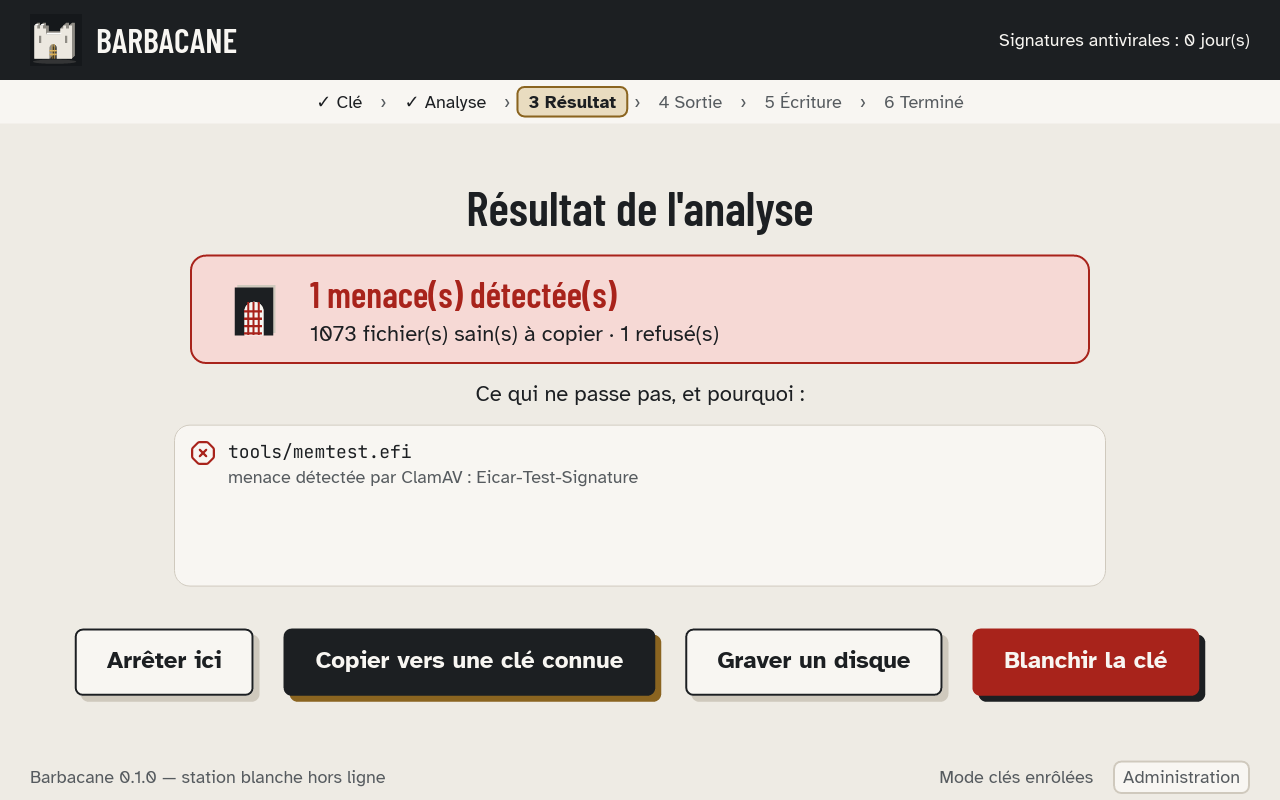 BARBACANE
Signatures antivirales : 0 jour(s)
✓ Clé › ✓ Analyse › 3 Résultat › 4 Sortie › 5 Écriture › 6 Terminé
Résultat de l'analyse
1 menace(s) détectée(s)
1073 fichier(s) sain(s) à copier · 1 refusé(s)
Ce qui ne passe pas, et pourquoi :
tools/memtest.efi
menace détectée par ClamAV : Eicar-Test-Signature
Arrêter ici
Copier vers une clé connue
Graver un disque
Blanchir la clé
Barbacane 0.1.0 — station blanche hors ligne
Mode clés enrôlées
Administration